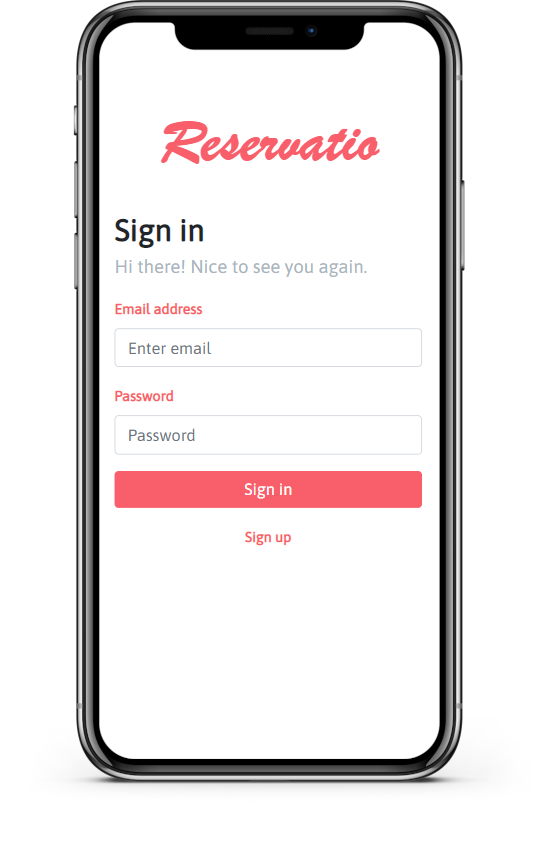 Reservatio
Sign in
Hi there! Nice to see you again.
Email address
Enter email
Password
Password
Sign in
Sign up